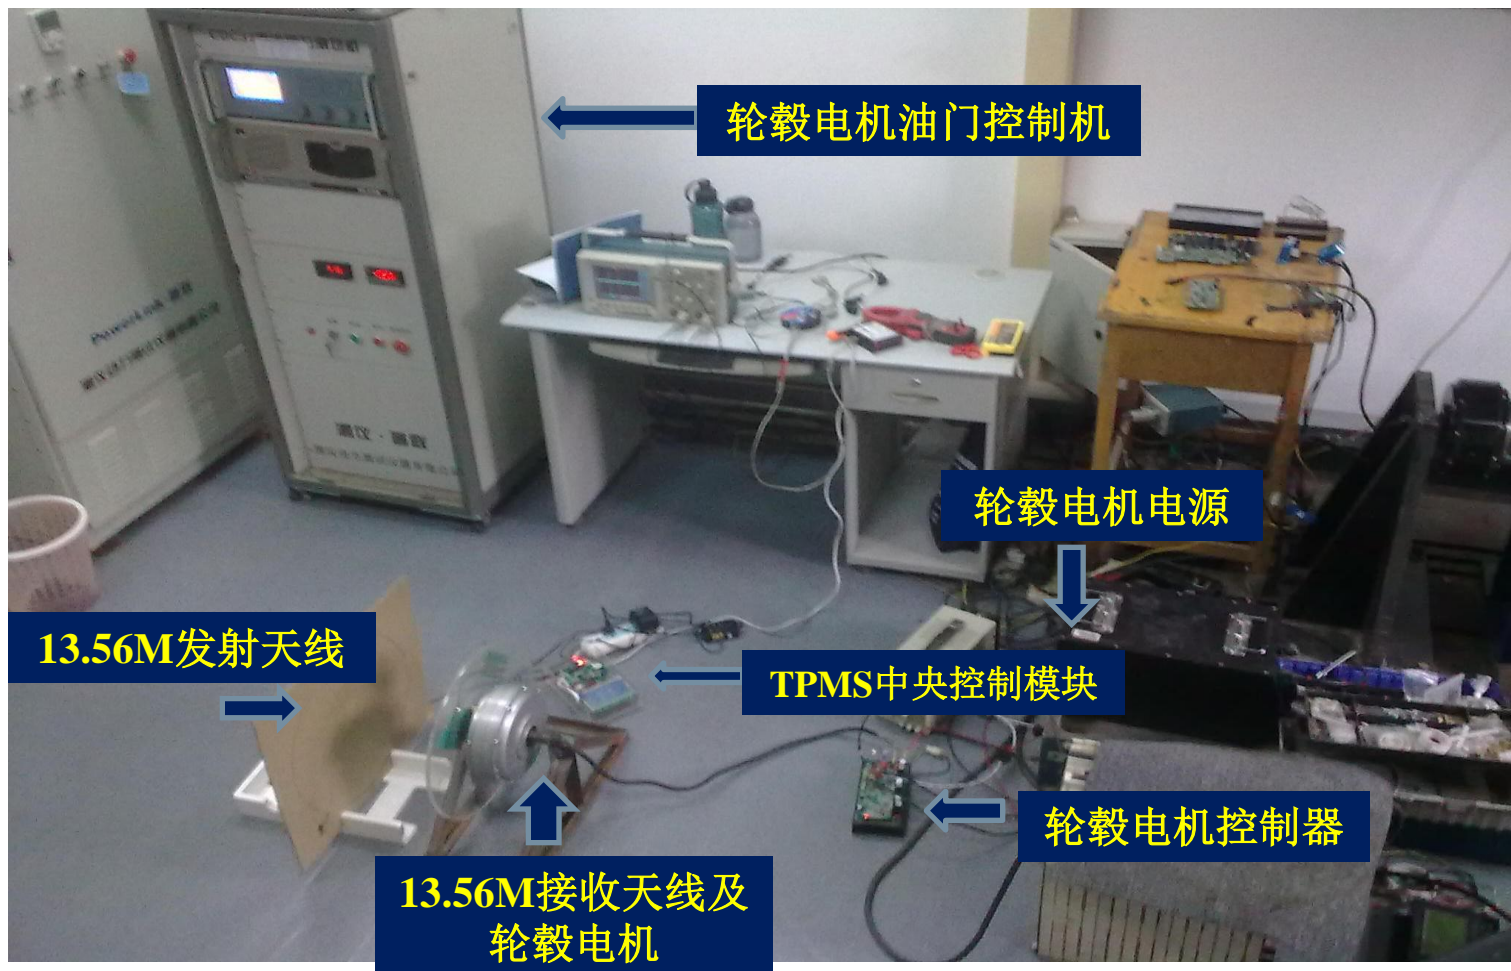 轮毂电机油门控制机
PowerLink
轮毂电机电源
13.56M发射天线
TPMS中央控制模块
轮毂电机控制器
13.56M接收天线及
轮毂电机